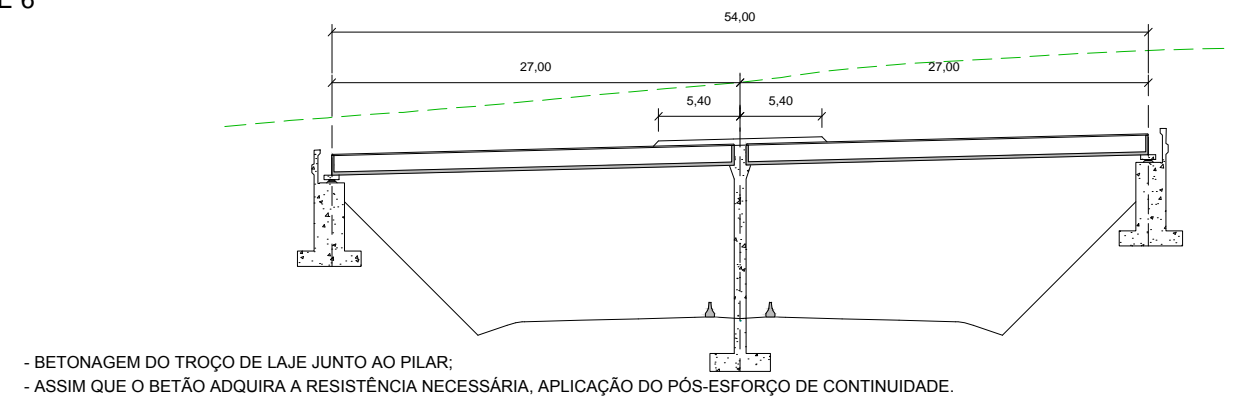 54,00
27,00 27,00
5,40 5,40
- BETONAGEM DO TROÇO DE LAJE JUNTO AO PILAR;
- ASSIM QUE O BETÃO ADQUIRA A RESISTÊNCIA NECESSÁRIA, APLICAÇÃO DO PÓS-ESFORÇO DE CONTINUIDADE.